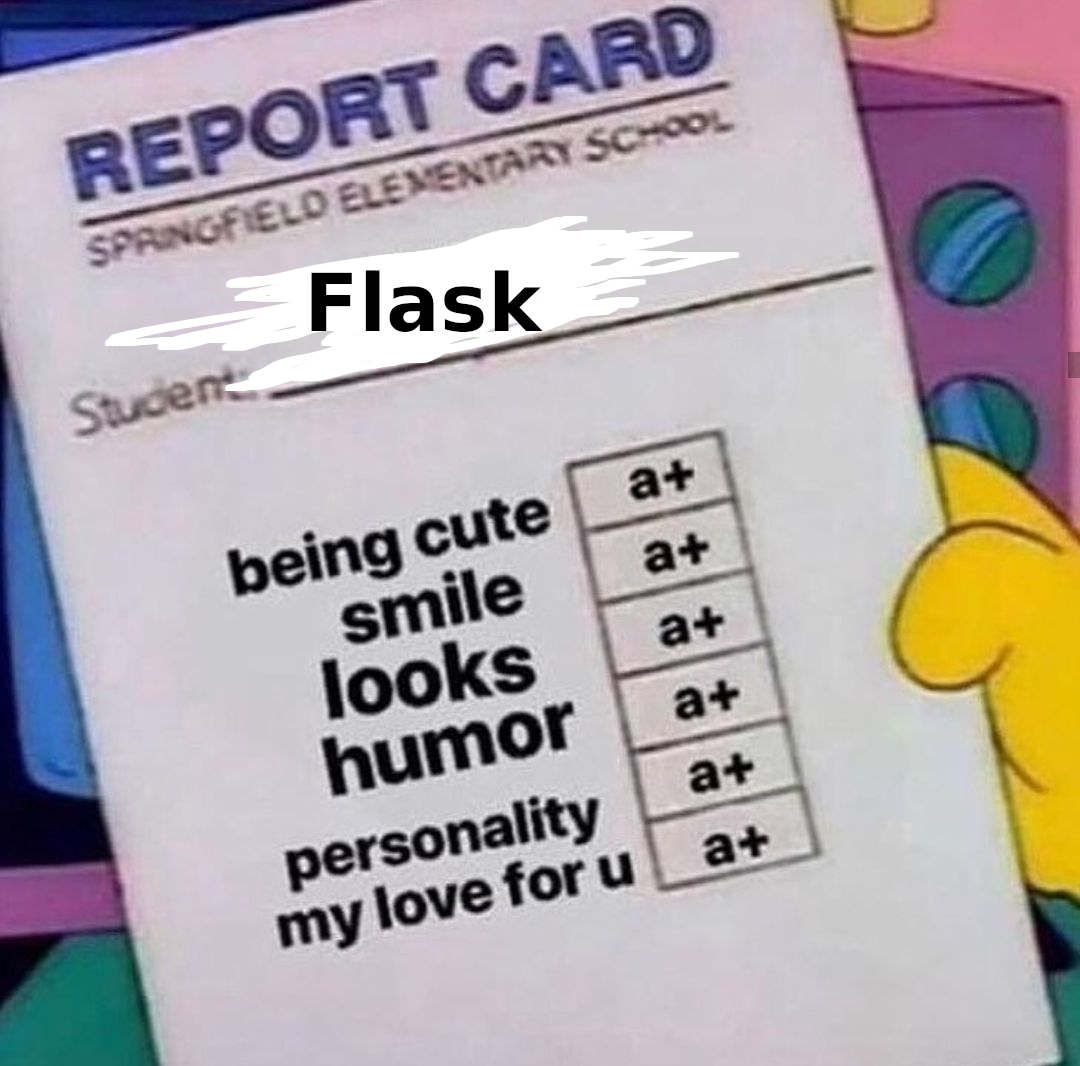 REPORT CARD
SPRINGFIELD ELEMENTARY SCHOOL
Flask
Student:
being cute a+
smile a+
looks a+
humor a+
personality a+
my love for u a+